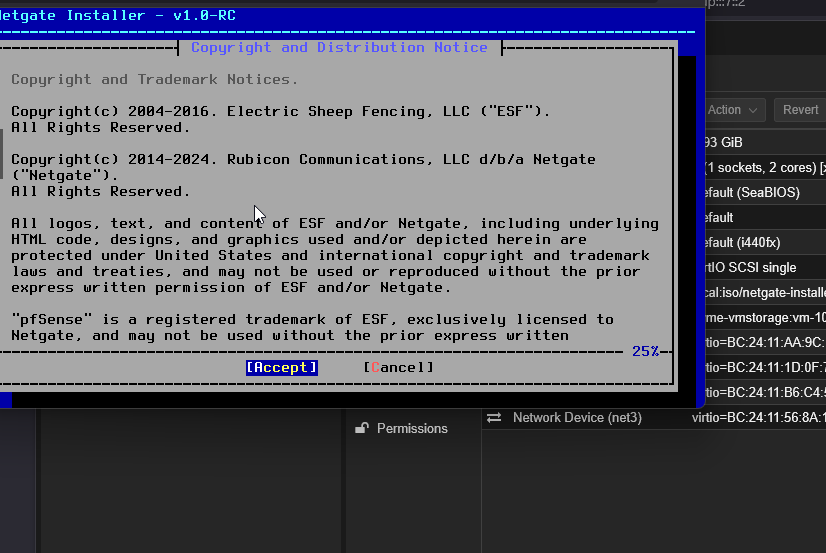 Netgate Installer - v1.0-RC
Copyright and Distribution Notice
Copyright and Trademark Notices.
Copyright(c) 2004-2016. Electric Sheep Fencing, LLC ("ESF").
All Rights Reserved.
Copyright(c) 2014-2024. Rubicon Communications, LLC d/b/a Netgate
("Netgate").
All Rights Reserved.
All logos, text, and content of ESF and/or Netgate, including underlying
HTML code, designs, and graphics used and/or depicted herein are
protected under United States and international copyright and trademark
laws and treaties, and may not be used or reproduced without the prior
express written permission of ESF and/or Netgate.
"pfSense" is a registered trademark of ESF, exclusively licensed to
Netgate, and may not be used without the prior express written
25%
[Accept] [Cancel]
Action Revert
93 GiB
(1 sockets, 2 cores) [x
efault (SeaBIOS)
efault
efault (i440fx)
rtIO SCSI single
cal:iso/netgate-installe
me-vmstorage:vm-10
rtio=BC:24:11:AA:9C:
rtio=BC:24:11:1D:0F:7
rtio=BC:24:11:B6:C4:5
Network Device (net3) virtio=BC:24:11:56:8A:1
Permissions